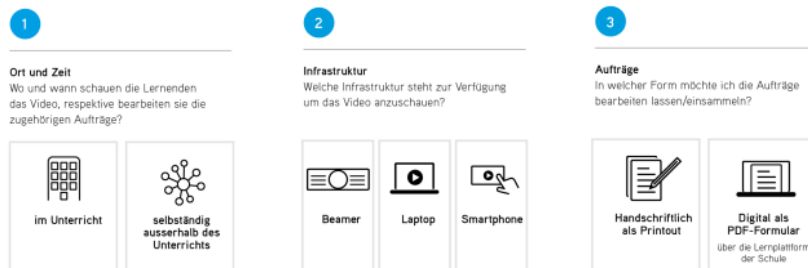 1
Ort und Zeit
Wo und wann schauen die Lernenden
das Video, respektive bearbeiten sie die
zugehörigen Aufträge?
im Unterricht
selbständig
ausserhalb des
Unterrichts
2
Infrastruktur
Welche Infrastruktur steht zur Verfügung
um das Video anzuschauen?
Beamer
Laptop
Smartphone
3
Aufträge
In welcher Form möchte ich die Aufträge
bearbeiten lassen/einsammeln?
Handschriftlich
als Printout
Digital als
PDF-Formular
über die Lernplattform
der Schule